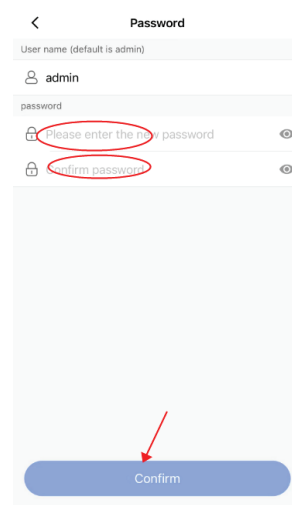 Password
User name (default is admin)
admin
password
Please enter the new password
Confirm password
Confirm